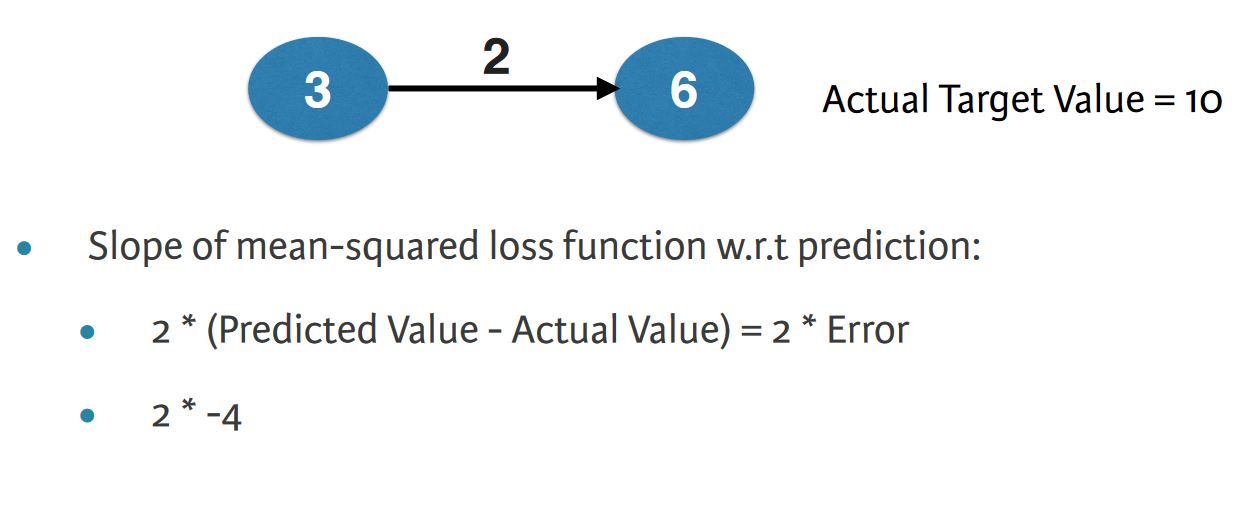 2
3
6
Actual Target Value = 10
• Slope of mean-squared loss function w.r.t prediction:
• 2 * (Predicted Value - Actual Value) = 2 * Error
• 2 * -4